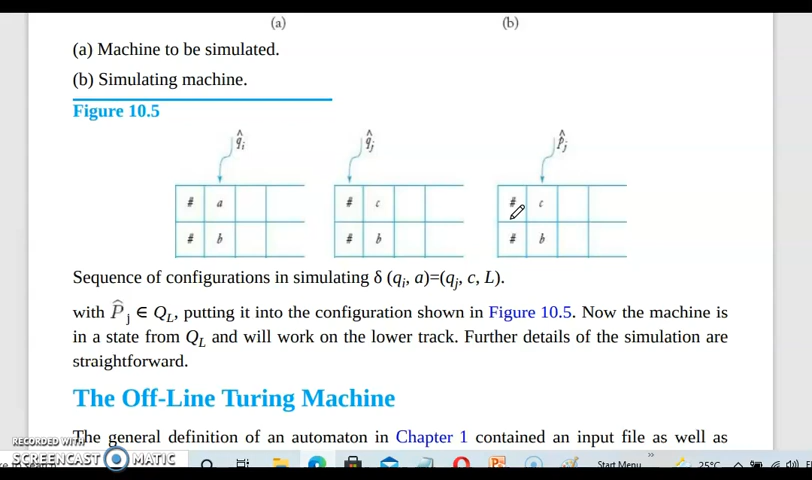 (a) (b)
(a) Machine to be simulated.
(b) Simulating machine.
Figure 10.5
q̂i q̂j p̂j
# a # c # c
# b # b # b
Sequence of configurations in simulating δ (qi, a)=(qj, c, L).
with P̂j ∈ QL, putting it into the configuration shown in Figure 10.5. Now the machine is
in a state from QL and will work on the lower track. Further details of the simulation are
straightforward.
The Off-Line Turing Machine
The general definition of an automaton in Chapter 1 contained an input file as well as
RECORDED WITH
SCREENCAST MATIC
Start Menu
25°C